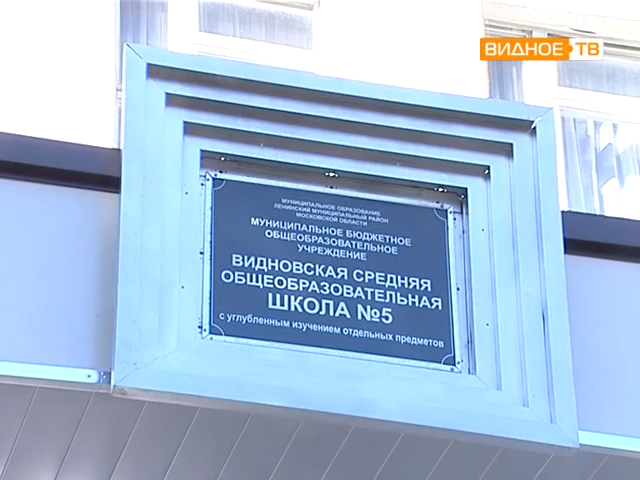 ВИДНОЕ ТВ
МУНИЦИПАЛЬНОЕ ОБРАЗОВАНИЕ
ЛЕНИНСКИЙ МУНИЦИПАЛЬНЫЙ РАЙОН
МОСКОВСКОЙ ОБЛАСТИ
МУНИЦИПАЛЬНОЕ БЮДЖЕТНОЕ
ОБЩЕОБРАЗОВАТЕЛЬНОЕ
УЧРЕЖДЕНИЕ
ВИДНОВСКАЯ СРЕДНЯЯ
ОБЩЕОБРАЗОВАТЕЛЬНАЯ
ШКОЛА №5
с углубленным изучением отдельных предметов